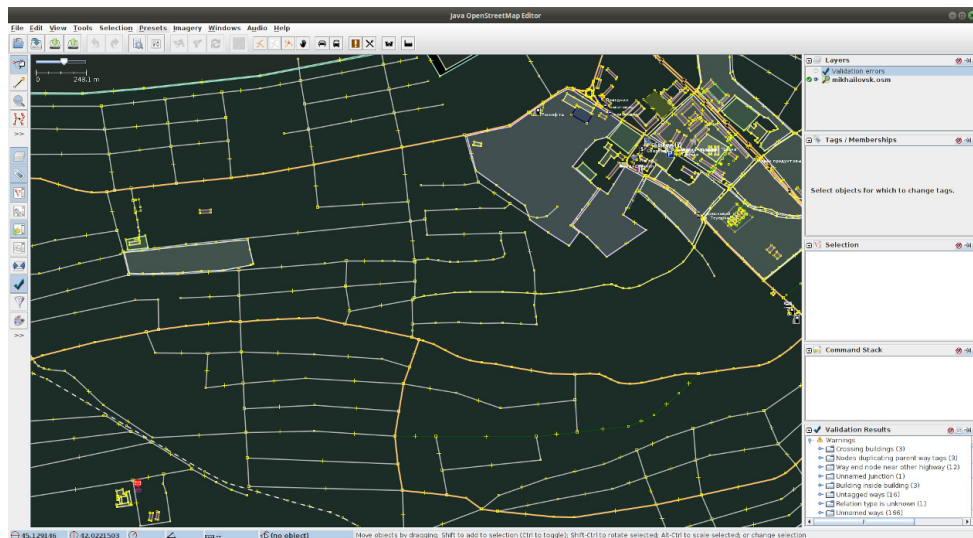 Java OpenStreetMap Editor
File Edit View Tools Selection Presets Imagery Windows Audio Help
0 248.1 m
>>
>>
Layers
Validation errors
mikhailovsk.osm
Tags / Memberships
Select objects for which to change tags.
Selection
Command Stack
Validation Results
Warnings
Crossing buildings (3)
Nodes duplicating parent way tags (3)
Way end node near other highway (12)
Unnamed junction (1)
Building inside building (3)
Untagged ways (16)
Relation type is unknown (1)
Unnamed ways (166)
45.129146 42.0221503 -- (no object) Move objects by dragging; Shift to add to selection (Ctrl to toggle); Shift-Ctrl to rotate selected; Alt-Ctrl to scale selected; or change selection